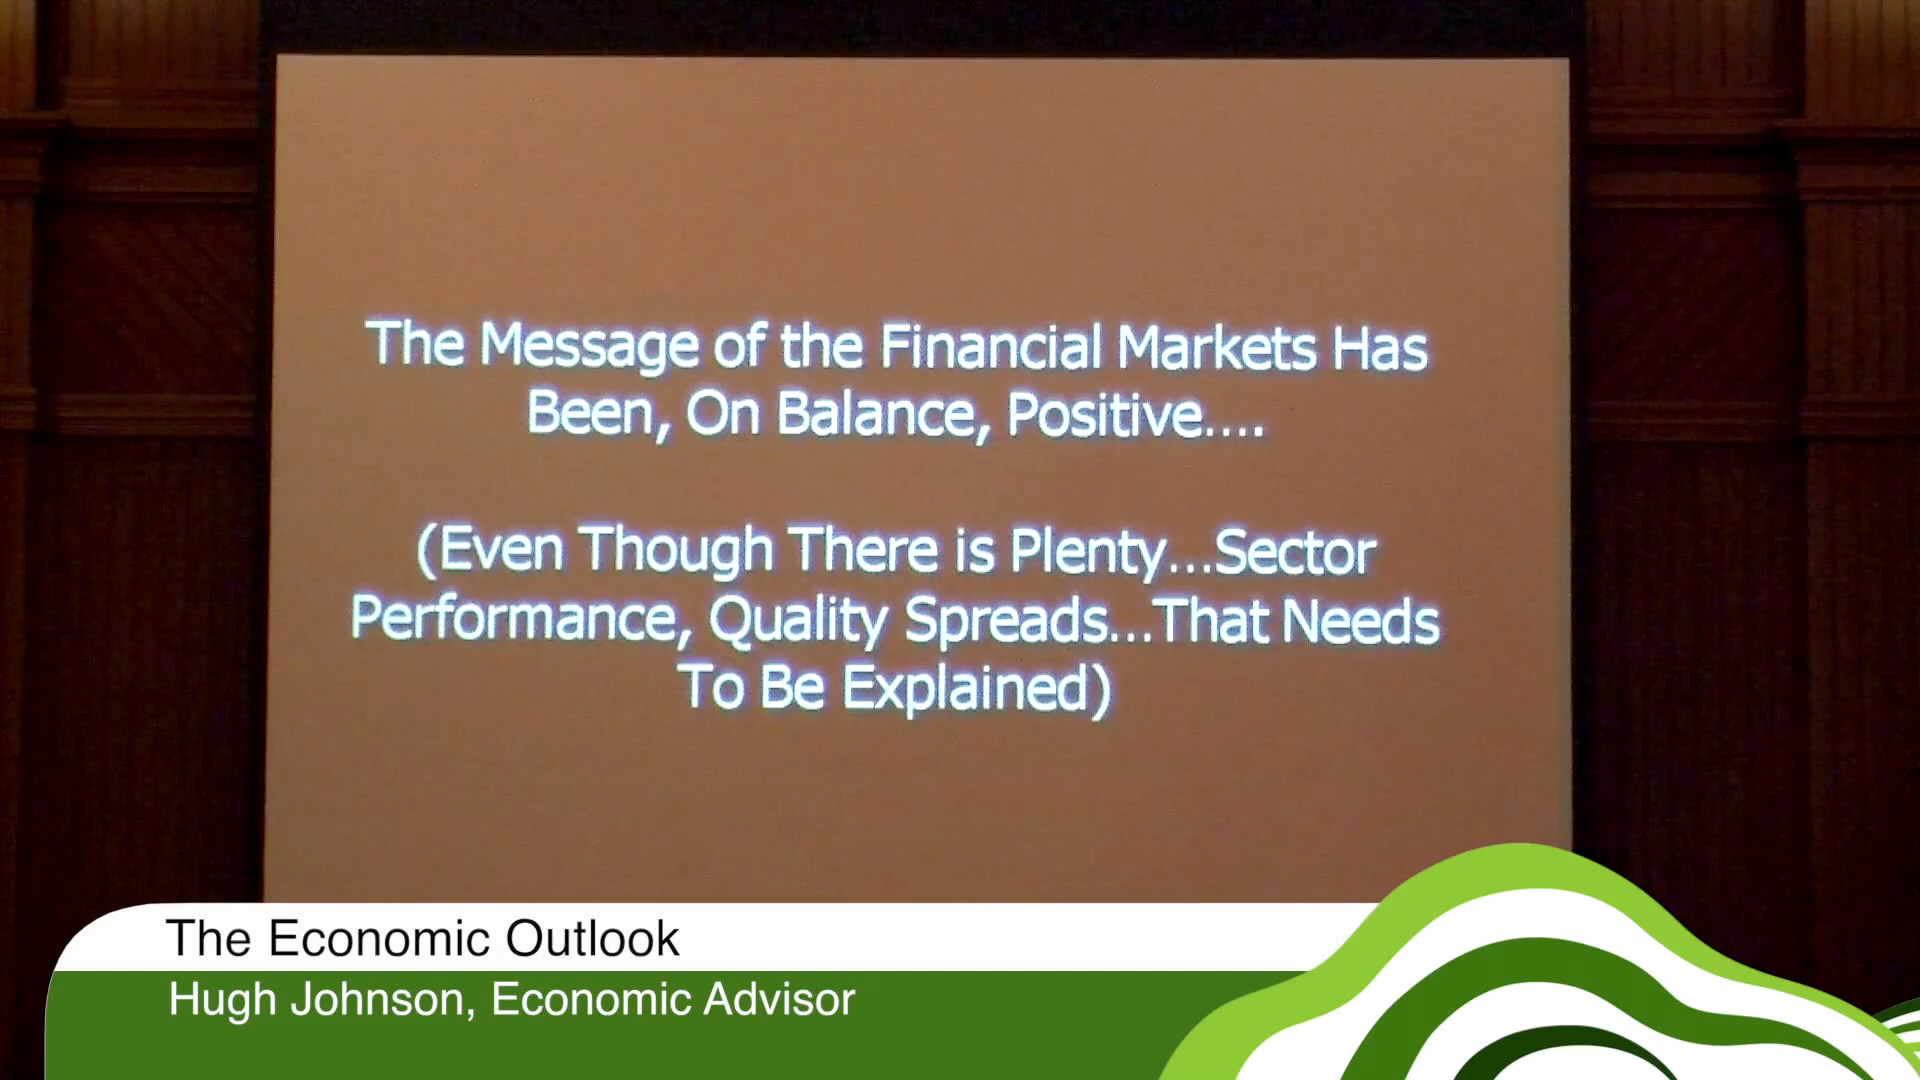 The Message of the Financial Markets Has
Been, On Balance, Positive....
(Even Though There is Plenty...Sector
Performance, Quality Spreads...That Needs
To Be Explained)
The Economic Outlook
Hugh Johnson, Economic Advisor